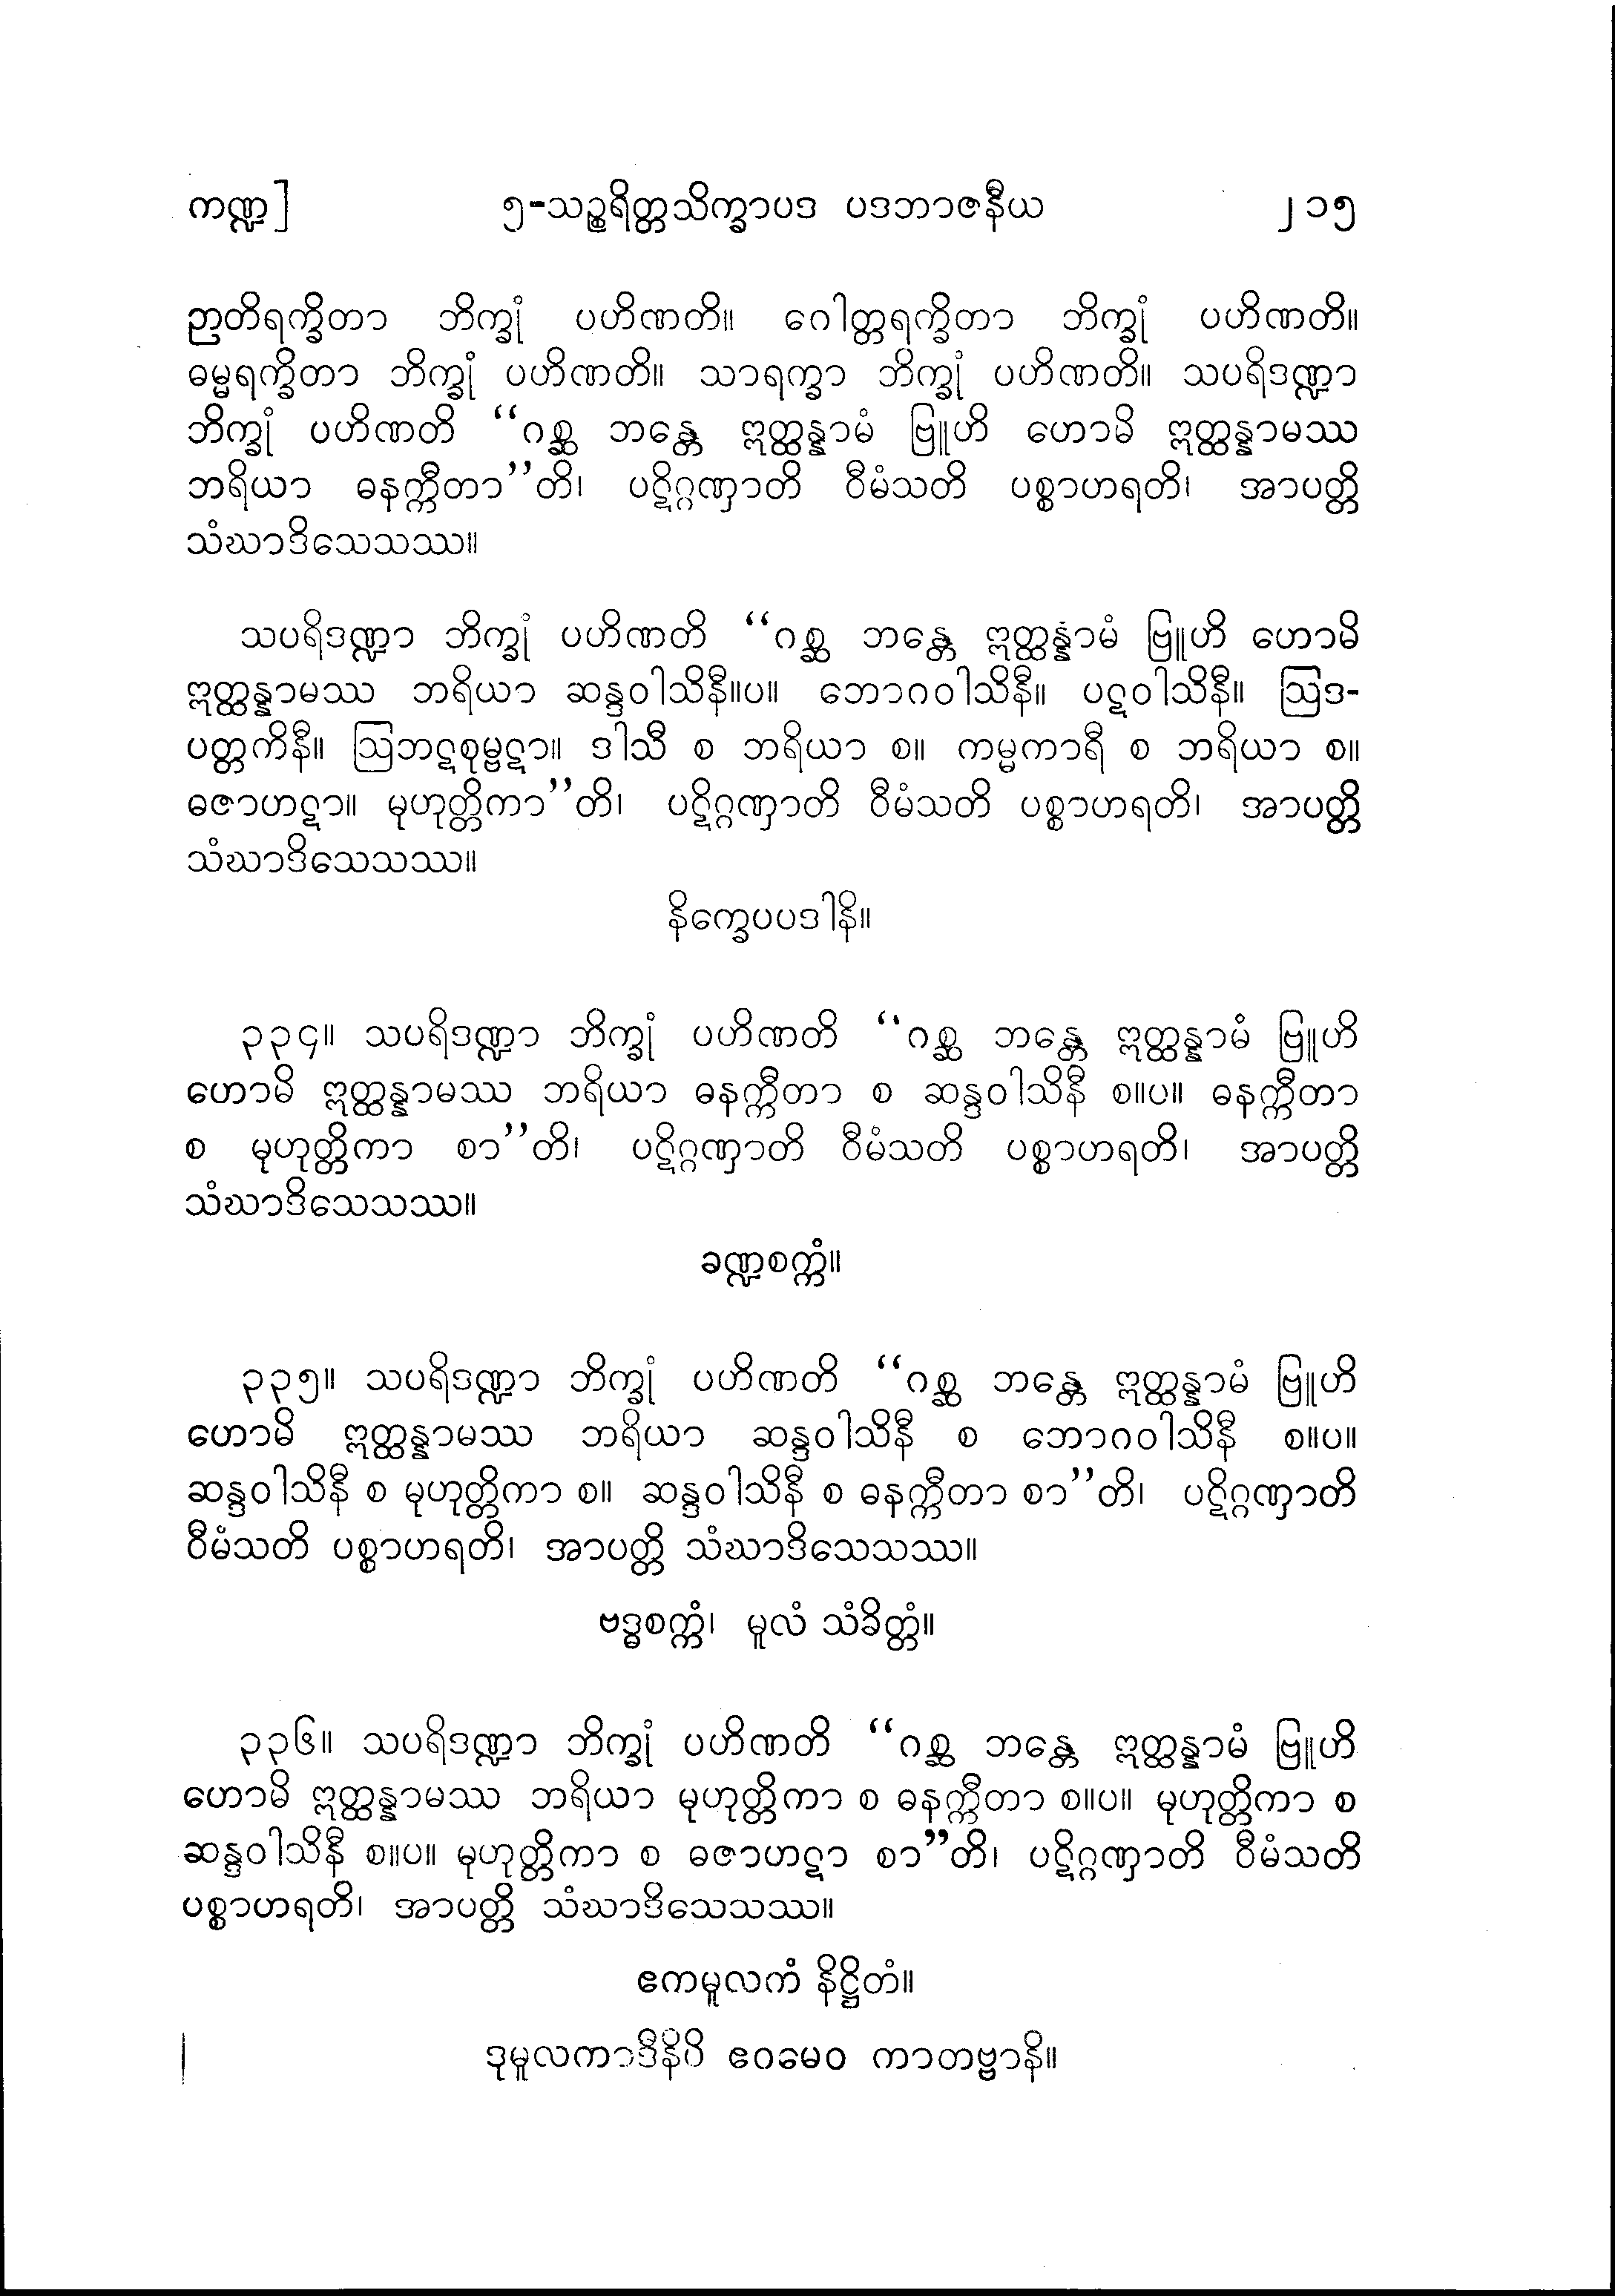 ကဏ္ဍ] ၅-သဉ္စရိတ္တသိက္ခာပဒ ပဒဘာဇနီယ ၂၁၅
ဉာတိရက္ခိတာ ဘိက္ခုံ ပဟိဏတိ။ ဂေါတ္တရက္ခိတာ ဘိက္ခုံ ပဟိဏတိ။
ဓမ္မရက္ခိတာ ဘိက္ခုံ ပဟိဏတိ။ သာရက္ခာ ဘိက္ခုံ ပဟိဏတိ။ သပရိဒဏ္ဍာ
ဘိက္ခုံ ပဟိဏတိ “ဂစ္ဆ ဘန္တေ ဣတ္ထန္နာမံ ဗြူဟိ ဟောမိ ဣတ္ထန္နာမဿ
ဘရိယာ ဓနက္ကီတာ”တိ၊ ပဋိဂ္ဂဏှာတိ ဝီမံသတိ ပစ္စာဟရတိ၊ အာပတ္တိ
သံဃာဒိသေသဿ။
သပရိဒဏ္ဍာ ဘိက္ခုံ ပဟိဏတိ “ဂစ္ဆ ဘန္တေ ဣတ္ထန္နာမံ ဗြူဟိ ဟောမိ
ဣတ္ထန္နာမဿ ဘရိယာ ဆန္ဒဝါသိနီ။ပ။ ဘောဂဝါသိနီ။ ပဋဝါသိနီ။ ဩဒ-
ပတ္တကိနီ။ ဩဘဋစုမ္ဗဋာ။ ဒါသီ စ ဘရိယာ စ။ ကမ္မကာရီ စ ဘရိယာ စ။
ဓဇာဟဋာ။ မုဟုတ္တိကာ”တိ၊ ပဋိဂ္ဂဏှာတိ ဝီမံသတိ ပစ္စာဟရတိ၊ အာပတ္တိ
သံဃာဒိသေသဿ။
နိက္ခေပပဒါနိ။
၃၃၄။ သပရိဒဏ္ဍာ ဘိက္ခုံ ပဟိဏတိ “ဂစ္ဆ ဘန္တေ ဣတ္ထန္နာမံ ဗြူဟိ
ဟောမိ ဣတ္ထန္နာမဿ ဘရိယာ ဓနက္ကီတာ စ ဆန္ဒဝါသိနီ စ။ပ။ ဓနက္ကီတာ
စ မုဟုတ္တိကာ စာ”တိ၊ ပဋိဂ္ဂဏှာတိ ဝီမံသတိ ပစ္စာဟရတိ၊ အာပတ္တိ
သံဃာဒိသေသဿ။
ခဏ္ဍစက္ကံ။
၃၃၅။ သပရိဒဏ္ဍာ ဘိက္ခုံ ပဟိဏတိ “ဂစ္ဆ ဘန္တေ ဣတ္ထန္နာမံ ဗြူဟိ
ဟောမိ ဣတ္ထန္နာမဿ ဘရိယာ ဆန္ဒဝါသိနီ စ ဘောဂဝါသိနီ စ။ပ။
ဆန္ဒဝါသိနီ စ မုဟုတ္တိကာ စ။ ဆန္ဒဝါသိနီ စ ဓနက္ကီတာ စာ”တိ၊ ပဋိဂ္ဂဏှာတိ
ဝီမံသတိ ပစ္စာဟရတိ၊ အာပတ္တိ သံဃာဒိသေသဿ။
ဗဒ္ဓစက္ကံ၊ မူလံ သံခိတ္တံ။
၃၃၆။ သပရိဒဏ္ဍာ ဘိက္ခုံ ပဟိဏတိ “ဂစ္ဆ ဘန္တေ ဣတ္ထန္နာမံ ဗြူဟိ
ဟောမိ ဣတ္ထန္နာမဿ ဘရိယာ မုဟုတ္တိကာ စ ဓနက္ကီတာ စ။ပ။ မုဟုတ္တိကာ စ
ဆန္ဒဝါသိနီ စ။ပ။ မုဟုတ္တိကာ စ ဓဇာဟဋာ စာ”တိ၊ ပဋိဂ္ဂဏှာတိ ဝီမံသတိ
ပစ္စာဟရတိ၊ အာပတ္တိ သံဃာဒိသေသဿ။
ဧကမူလကံ နိဋ္ဌိတံ။
ဒုမူလကာဒီနိပိ ဧဝမေဝ ကာတဗ္ဗာနိ။